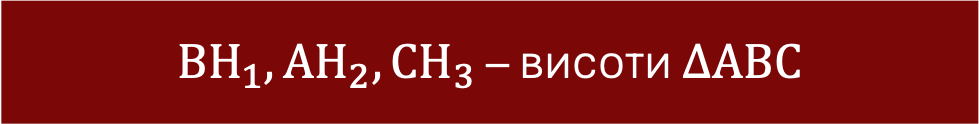 BH₁, AH₂, CH₃ – висоти ΔABC